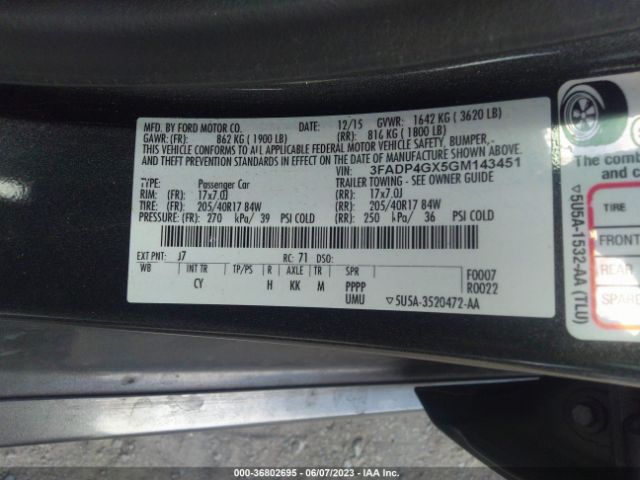 MFD. BY FORD MOTOR CO. DATE: 12/15 GVWR: 1642 KG ( 3620 LB)
GAWR: (FR): 862 KG ( 1900 LB) (RR): 816 KG ( 1800 LB)
THIS VEHICLE CONFORMS TO ALL APPLICABLE FEDERAL MOTOR VEHICLE SAFETY, BUMPER,
AND THEFT PREVENTION STANDARDS IN EFFECT ON THE DATE OF MANUFACTURE SHOWN ABOVE.
VIN: 3FADP4GX5GM143451
TYPE: Passenger Car TRAILER TOWING - SEE OWNER GUIDE
RIM: (FR): 17x7.0J (RR): 17x7.0J
TIRE: (FR): 205/40R17 84W (RR): 205/40R17 84W
PRESSURE: (FR): 270 kPa/ 39 PSI COLD (RR): 250 kPa/ 36 PSI COLD
EXT PNT: J7 RC: 71 DSO:
WB INT TR TP/PS R AXLE TR SPR F0007
CY H KK M PPPP R0022
UMU ▽5U5A-3520472-AA
▽5U5A-1532-AA (TLU)
The comb
cargais
TIRE
FRONT
REAR
SPARE
000-36802695 - 06/07/2023 - IAA Inc.